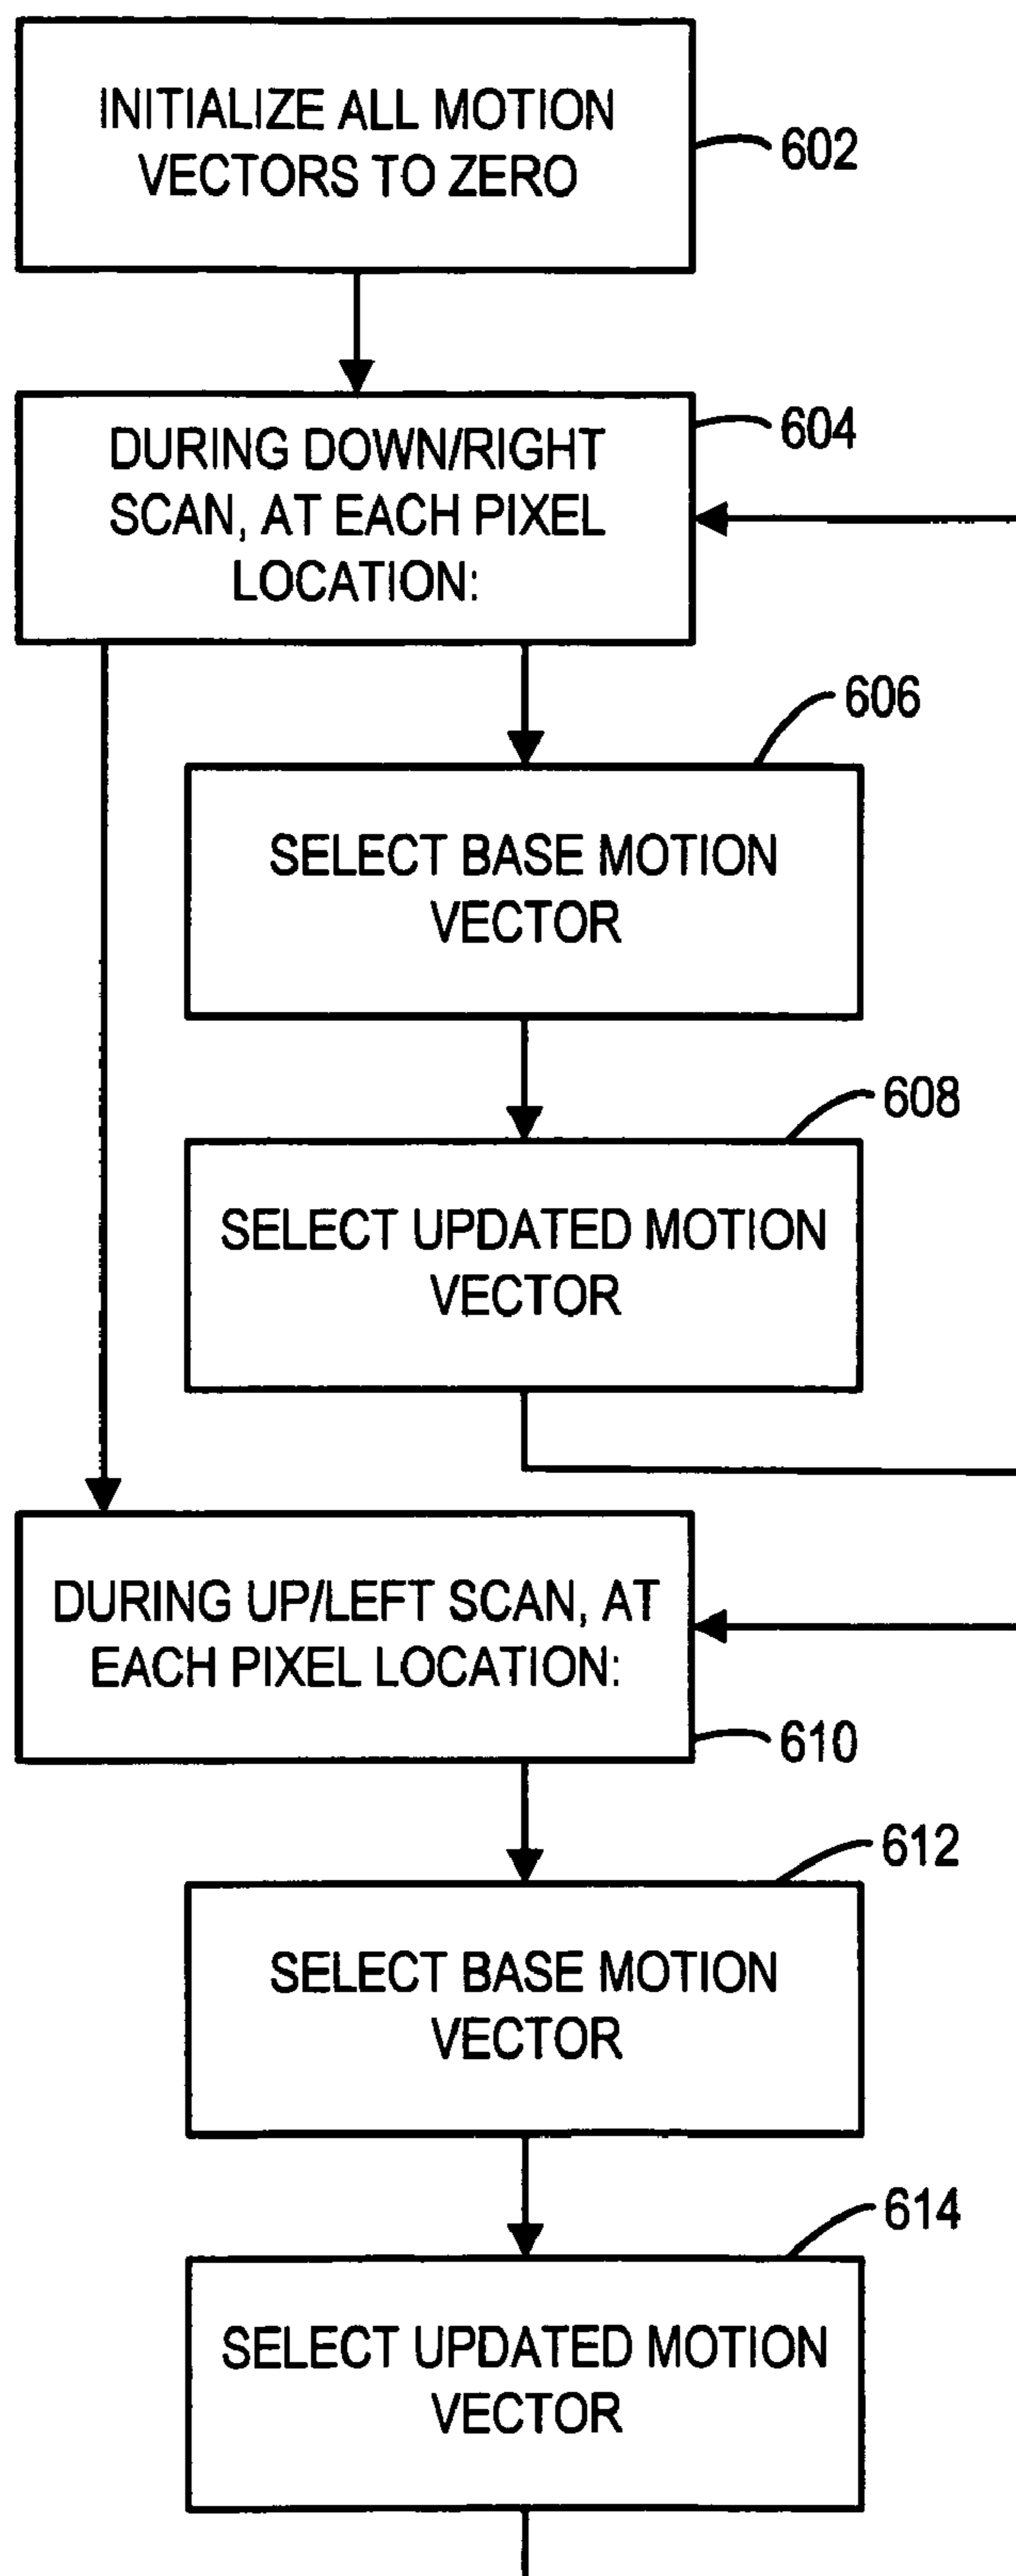 INITIALIZE ALL MOTION
VECTORS TO ZERO
602
DURING DOWN/RIGHT
SCAN, AT EACH PIXEL
LOCATION:
604
606
SELECT BASE MOTION
VECTOR
608
SELECT UPDATED MOTION
VECTOR
DURING UP/LEFT SCAN, AT
EACH PIXEL LOCATION:
610
612
SELECT BASE MOTION
VECTOR
614
SELECT UPDATED MOTION
VECTOR